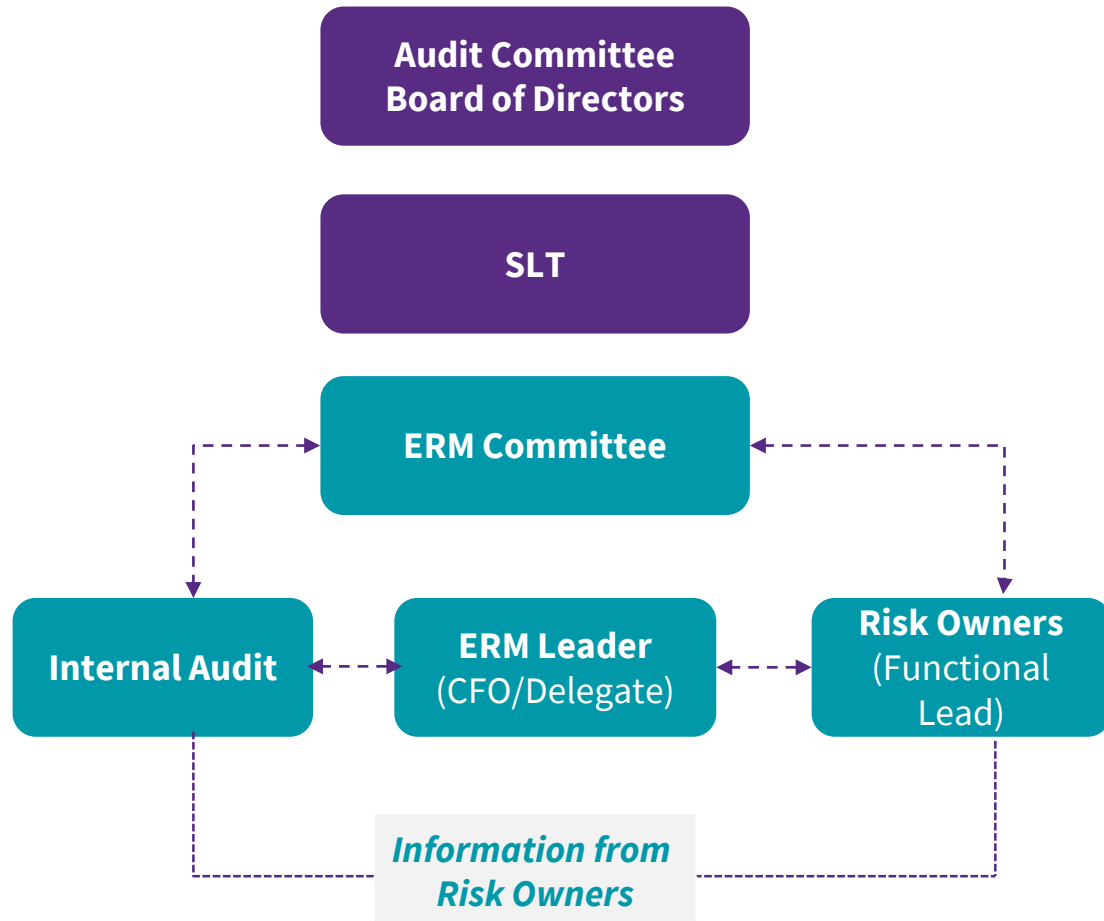 Audit Committee
Board of Directors
SLT
ERM Committee
Internal Audit
ERM Leader
(CFO/Delegate)
Risk Owners
(Functional
Lead)
Information from
Risk Owners